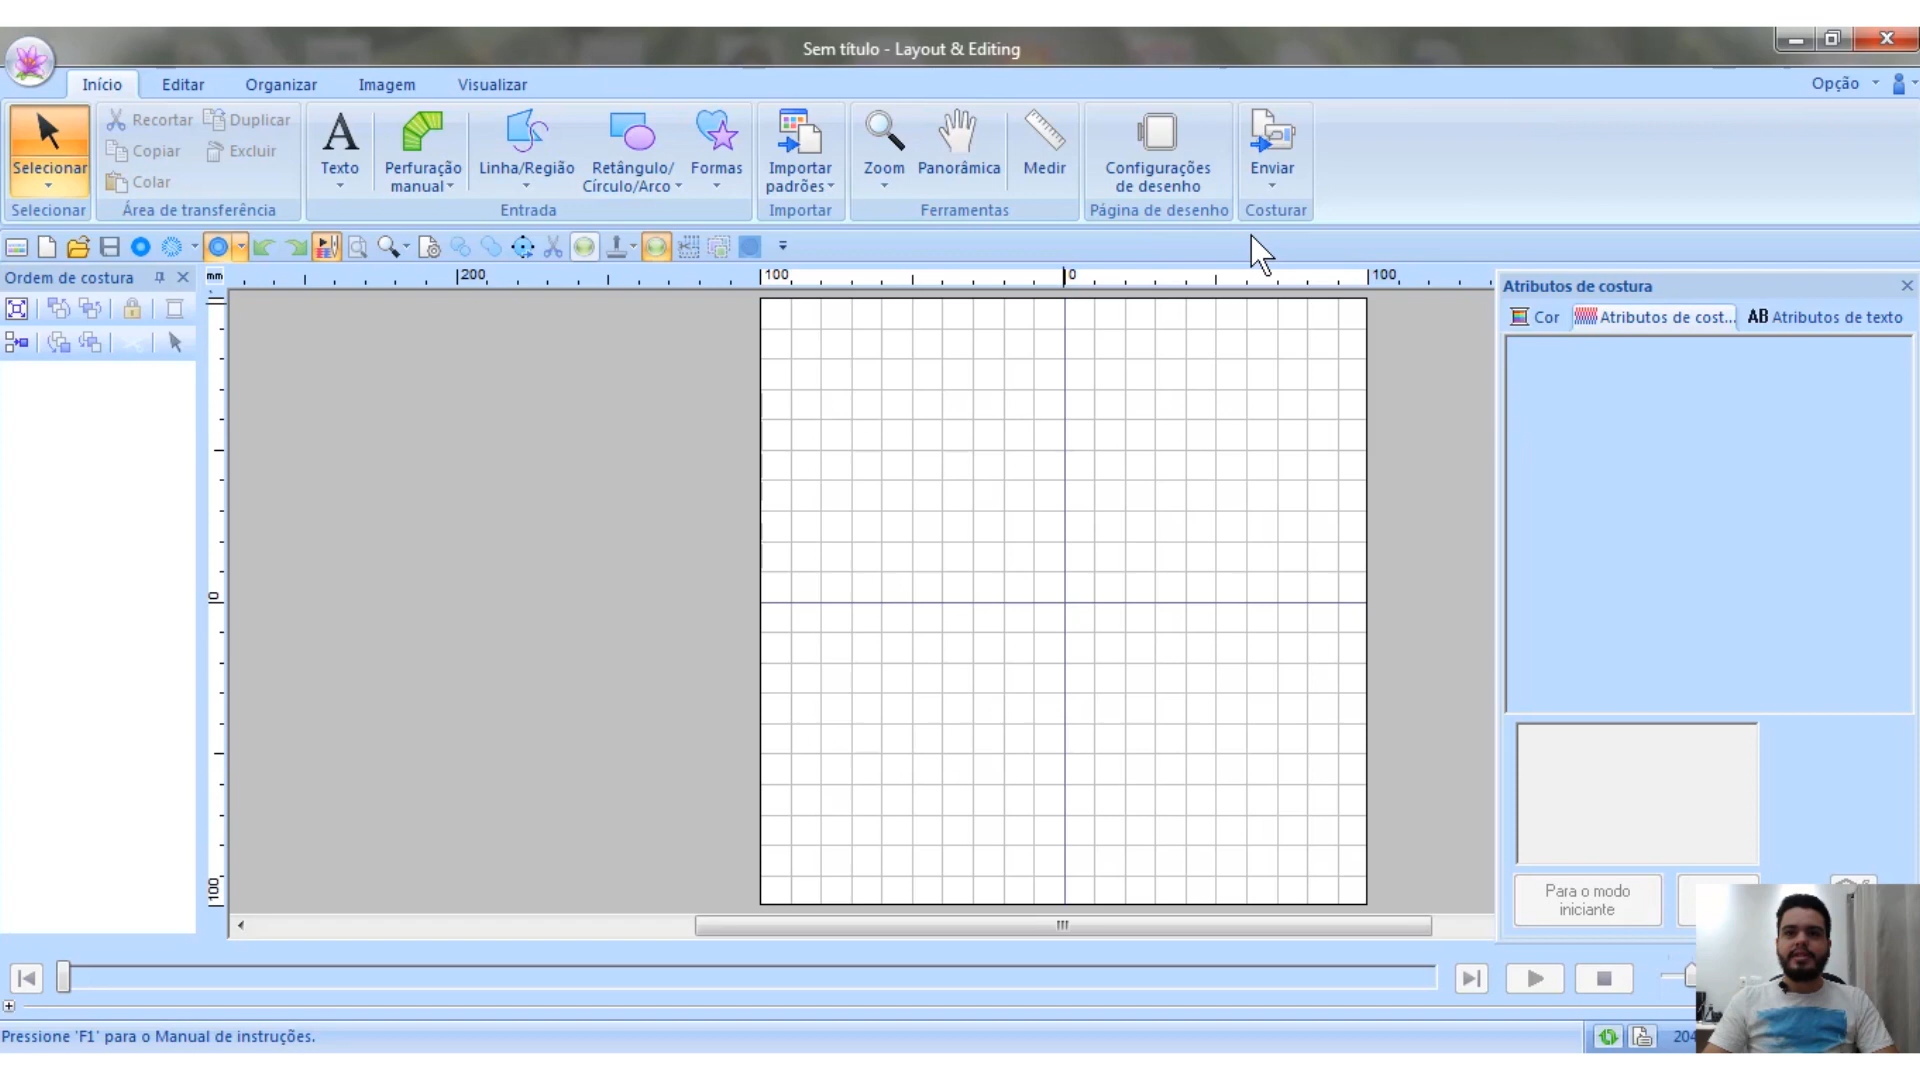 Sem título - Layout & Editing
Início Editar Organizar Imagem Visualizar Opção
Selecionar
Recortar Duplicar
Copiar Excluir
Colar
Texto
Perfuração
manual
Linha/Região
Retângulo/
Círculo/Arco
Formas
Importar
padrões
Zoom
Panorâmica
Medir
Configurações
de desenho
Enviar
Selecionar Área de transferência Entrada Importar Ferramentas Página de desenho Costurar
Ordem de costura
mm
200 100 0 100
Atributos de costura
Cor Atributos de cost... AB Atributos de texto
0
100
Para o modo
iniciante
Pressione 'F1' para o Manual de instruções.